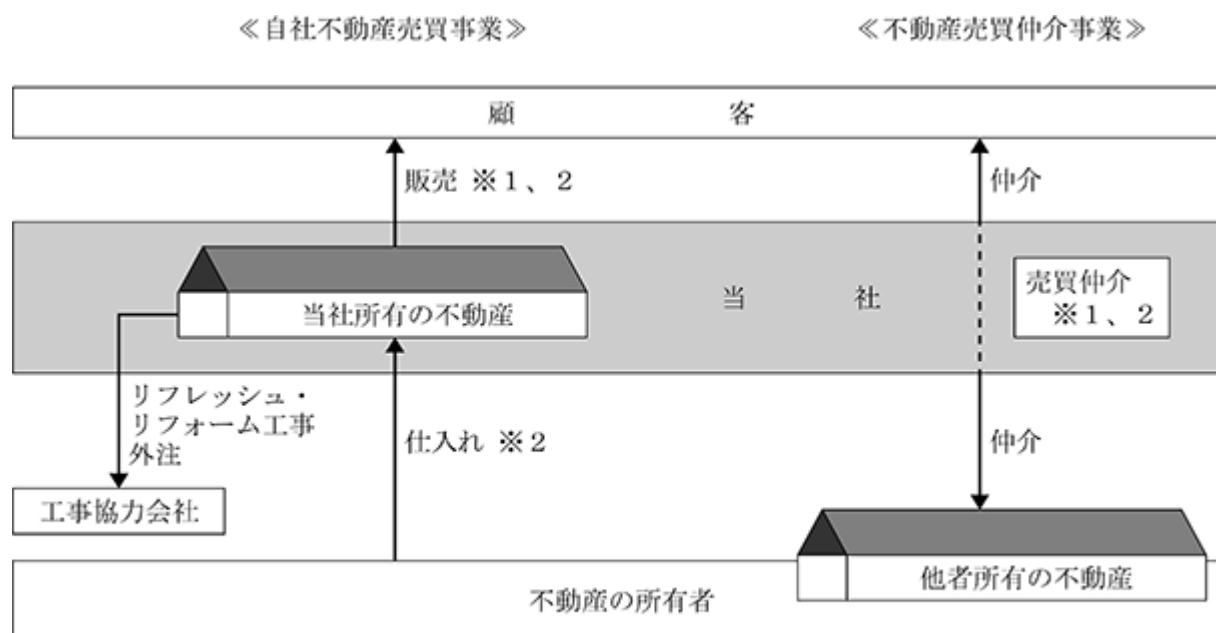 ≪自社不動産売買事業≫
≪不動産売買仲介事業≫
顧客
販売 ※1、2
仲介
当社所有の不動産
当社
売買仲介
※1、2
リフレッシュ・
リフォーム工事
外注
仕入れ ※2
仲介
工事協力会社
他者所有の不動産
不動産の所有者